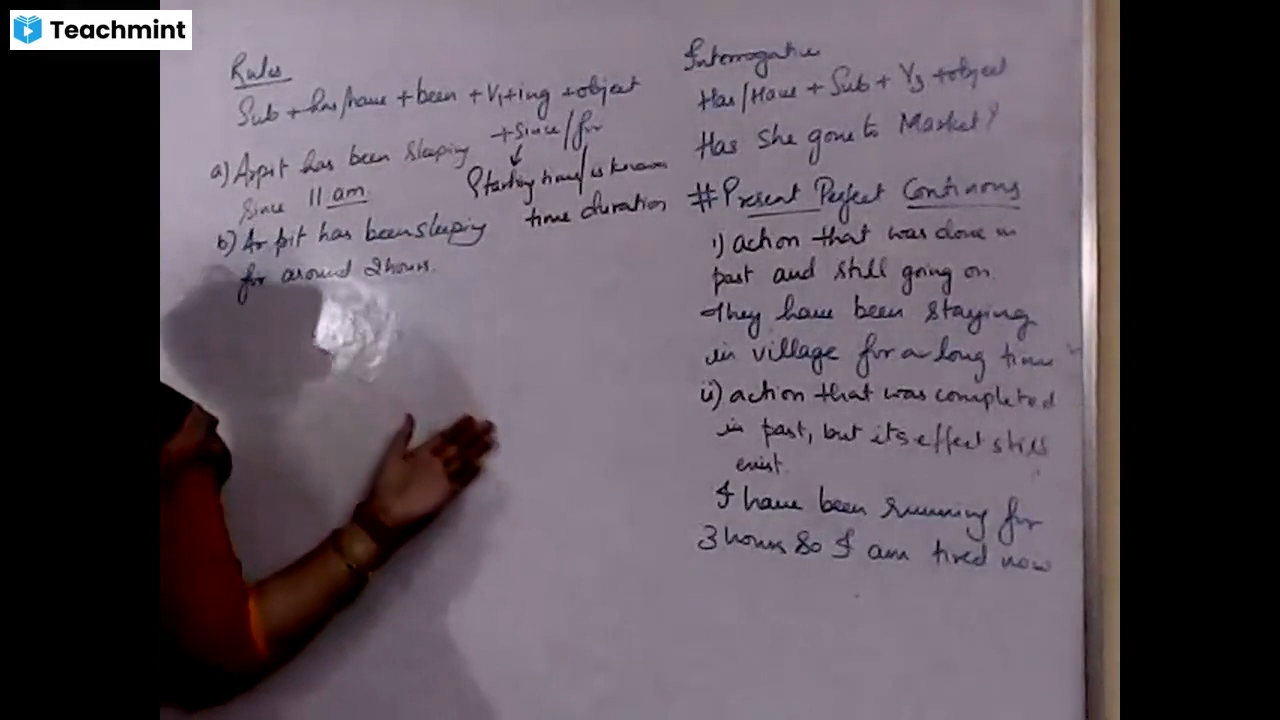 Teachmint
Rules
Sub + has/have + been + V1+ing + object
+ since/for
a) Arpit has been sleeping
since 11 am
Starting time/is known
time duration
b) Arpit has been sleeping
for around 2 hours.
Interrogative
Has/Have + Sub + V3 + object
Has She gone to Market?
# Present Perfect Continous
i) action that was done in
past and still going on.
They have been staying
in village for a long time
ii) action that was completed
in past, but its effect still
exist.
I have been running for
3 hours So I am tired now